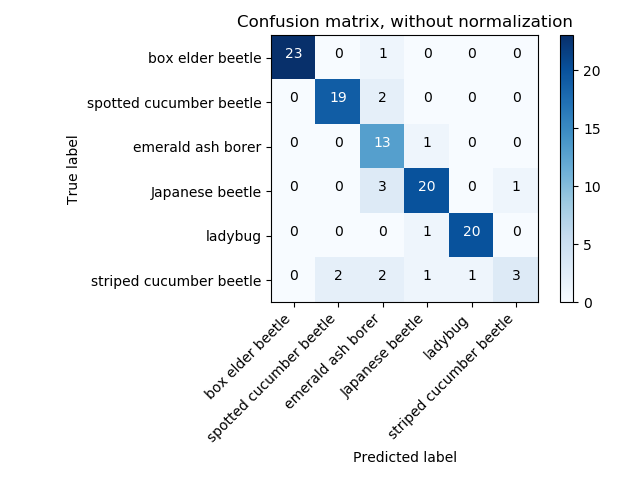 Confusion matrix, without normalization
True label
box elder beetle 23 0 1 0 0 0
spotted cucumber beetle 0 19 2 0 0 0
emerald ash borer 0 0 13 1 0 0
Japanese beetle 0 0 3 20 0 1
ladybug 0 0 0 1 20 0
striped cucumber beetle 0 2 2 1 1 3
box elder beetle
spotted cucumber beetle
emerald ash borer
Japanese beetle
ladybug
striped cucumber beetle
Predicted label
20
15
10
5
0